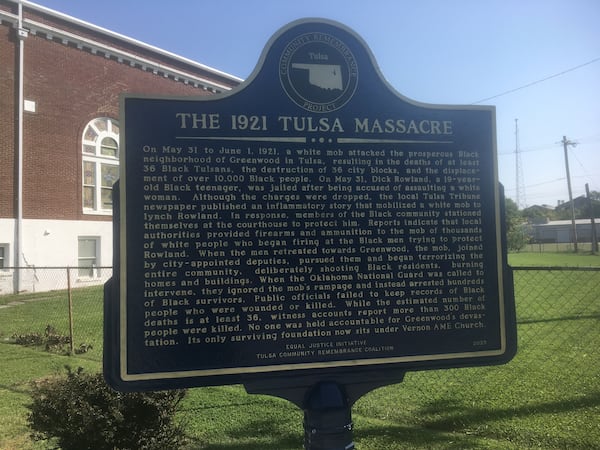 COMMUNITY REMEMBRANCE
Tulsa
PROJECT
THE 1921 TULSA MASSACRE
On May 31 to June 1, 1921, a white mob attacked the prosperous Black
neighborhood of Greenwood in Tulsa, resulting in the deaths of at least
36 Black Tulsans, the destruction of 36 city blocks, and the displace-
ment of over 10,000 Black people. On May 31, Dick Rowland, a 19-year-
old Black teenager, was jailed after being accused of assaulting a white
woman. Although the charges were dropped, the local Tulsa Tribune
newspaper published an inflammatory story that mobilized a white mob to
lynch Rowland. In response, members of the Black community stationed
themselves at the courthouse to protect him. Reports indicate that local
authorities provided firearms and ammunition to the mob of thousands
of white people who began firing at the Black men trying to protect
Rowland. When the men retreated towards Greenwood, the mob, joined
by city-appointed deputies, pursued them and began terrorizing the
entire community, deliberately shooting Black residents, burning
homes and buildings. When the Oklahoma National Guard was called to
intervene, they ignored the mob's rampage and instead arrested hundreds
of Black survivors. Public officials failed to keep records of Black
people who were wounded or killed. While the estimated number of
deaths is at least 36, witness accounts report more than 300 Black
people were killed. No one was held accountable for Greenwood's devas-
tation. Its only surviving foundation now sits under Vernon AME Church.
EQUAL JUSTICE INITIATIVE
TULSA COMMUNITY REMEMBRANCE COALITION